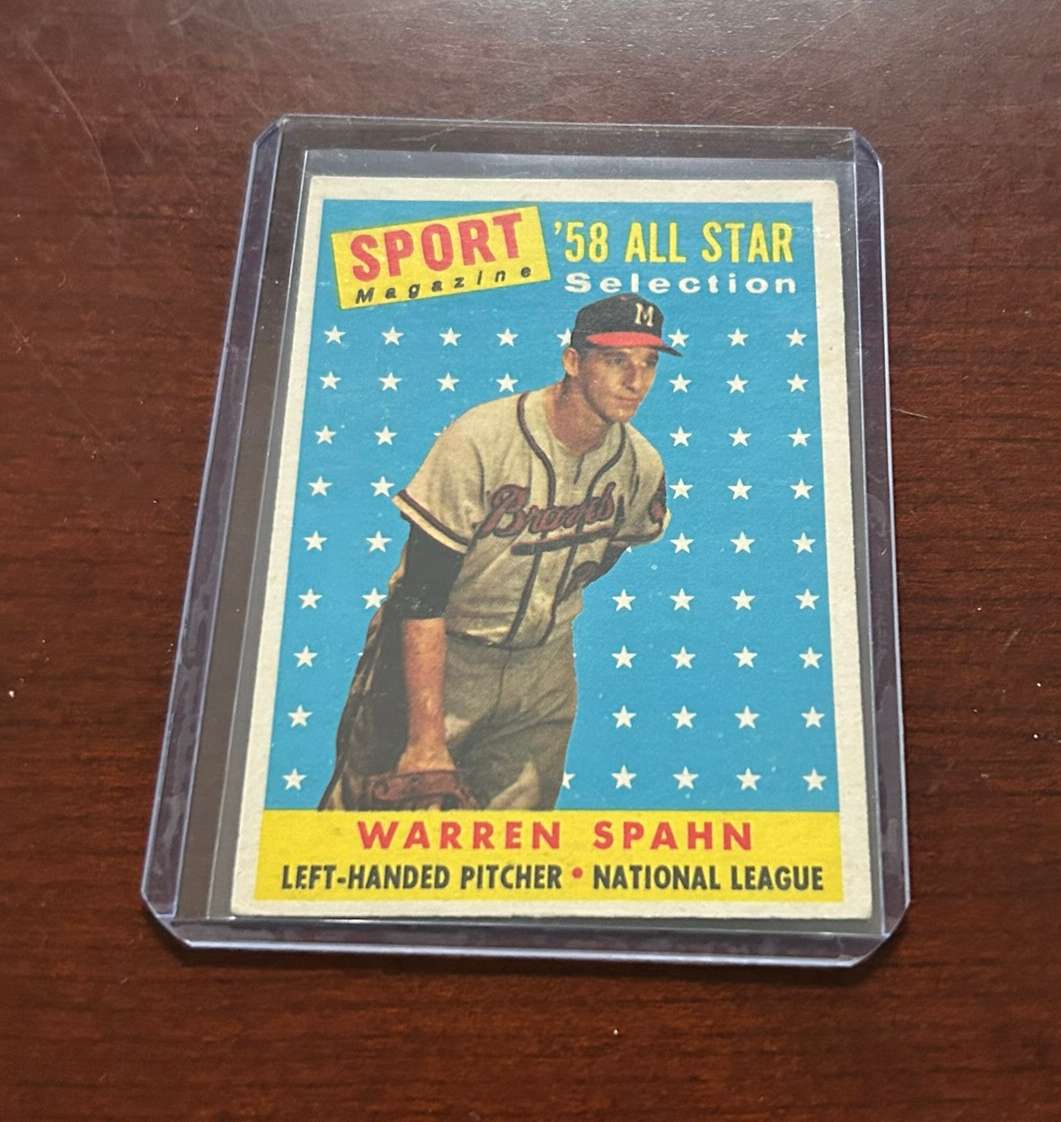 SPORT
Magazine
'58 ALL STAR
Selection
M
Braves
WARREN SPAHN
LEFT-HANDED PITCHER • NATIONAL LEAGUE